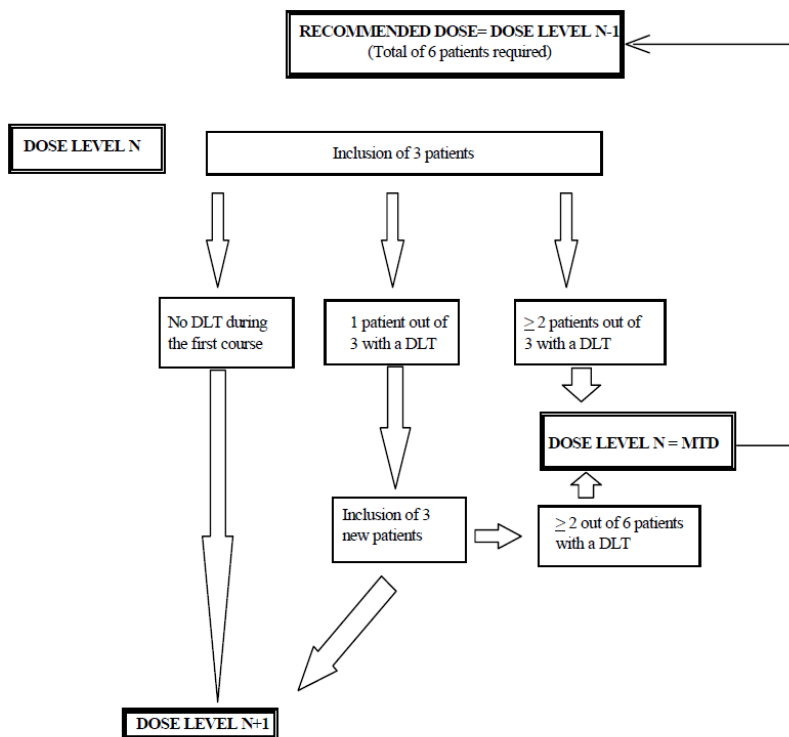 RECOMMENDED DOSE= DOSE LEVEL N-1
(Total of 6 patients required)
DOSE LEVEL N
Inclusion of 3 patients
No DLT during
the first course
1 patient out of
3 with a DLT
≥ 2 patients out of
3 with a DLT
DOSE LEVEL N = MTD
Inclusion of 3
new patients
≥ 2 out of 6 patients
with a DLT
DOSE LEVEL N+1